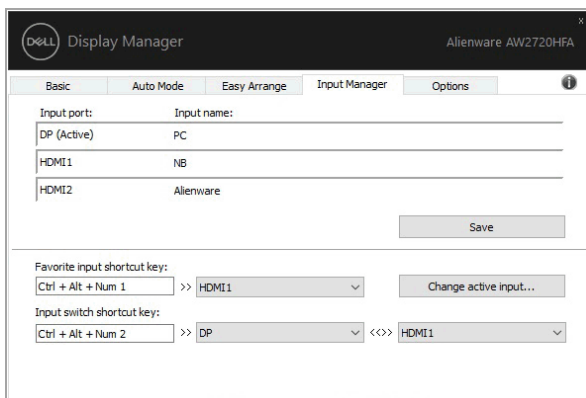 DELL Display Manager Alienware AW2720HFA
x
Basic Auto Mode Easy Arrange Input Manager Options i
Input port: Input name:
DP (Active) PC
HDMI1 NB
HDMI2 Alienware
Save
Favorite input shortcut key:
Ctrl + Alt + Num 1 >> HDMI1 Change active input...
Input switch shortcut key:
Ctrl + Alt + Num 2 >> DP <<>> HDMI1